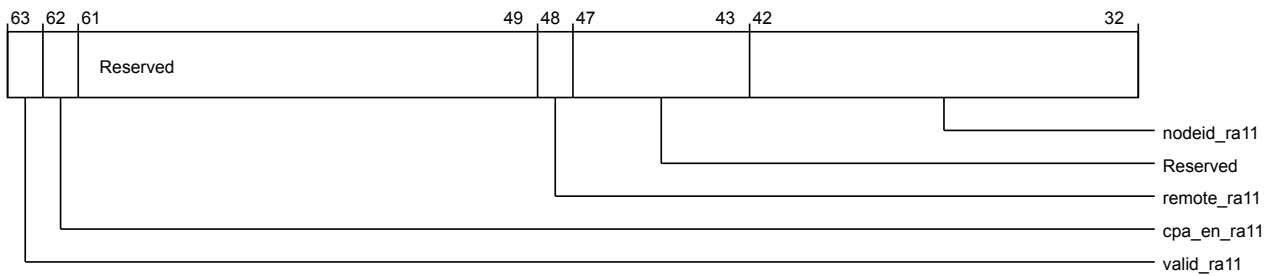 63 62 61 49 48 47 43 42 32
Reserved
nodeid_ra11
Reserved
remote_ra11
cpa_en_ra11
valid_ra11